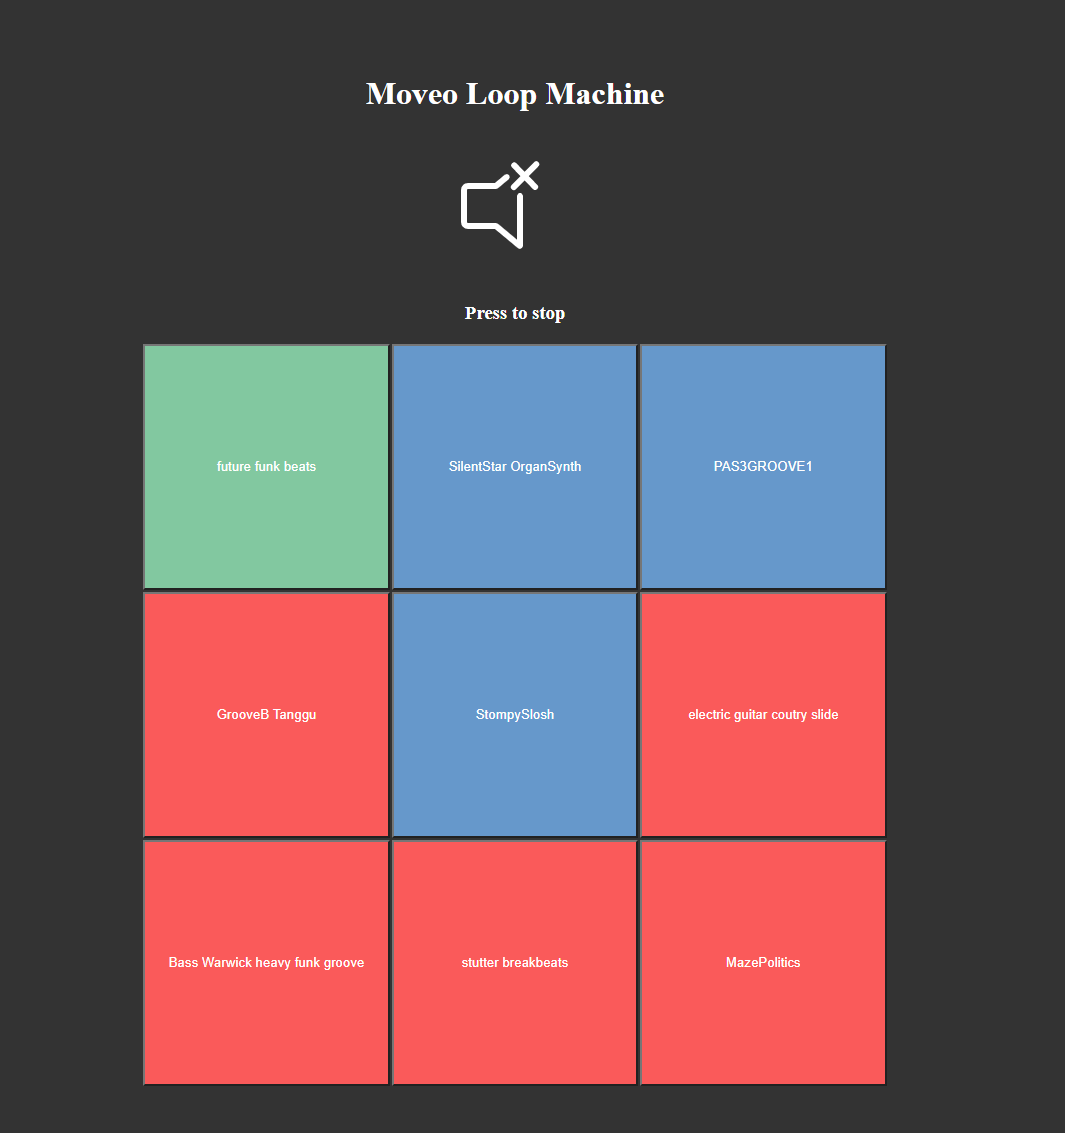 Moveo Loop Machine
Press to stop
future funk beats
SilentStar OrganSynth
PAS3GROOVE1
GrooveB Tanggu
StompySlosh
electric guitar coutry slide
Bass Warwick heavy funk groove
stutter breakbeats
MazePolitics